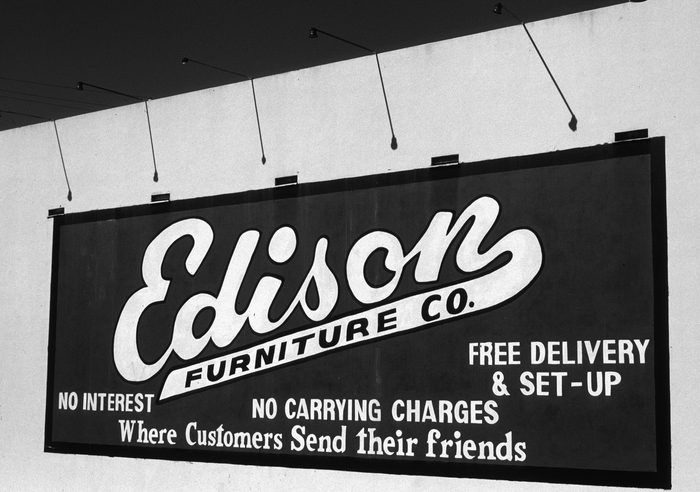 Edison
FURNITURE CO.
FREE DELIVERY
& SET-UP
NO INTEREST
NO CARRYING CHARGES
Where Customers Send their friends